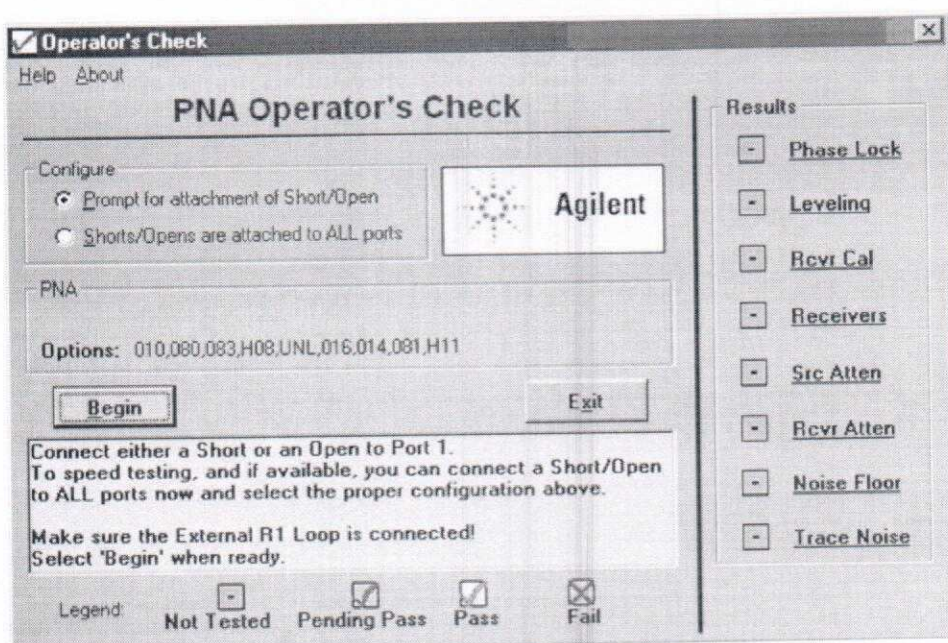 Operator's Check
Help About
PNA Operator's Check
Configure
Prompt for attachment of Short/Open
Shorts/Opens are attached to ALL ports
Agilent
PNA
Options: 010,080,083,H08,UNL,016,014,081,H11
Begin
Exit
Connect either a Short or an Open to Port 1.
To speed testing, and if available, you can connect a Short/Open
to ALL ports now and select the proper configuration above.
Make sure the External R1 Loop is connected!
Select 'Begin' when ready.
Legend:
Not Tested
Pending Pass
Pass
Fail
Results
Phase Lock
Leveling
Rcvr Cal
Receivers
Src Atten
Rcvr Atten
Noise Floor
Trace Noise